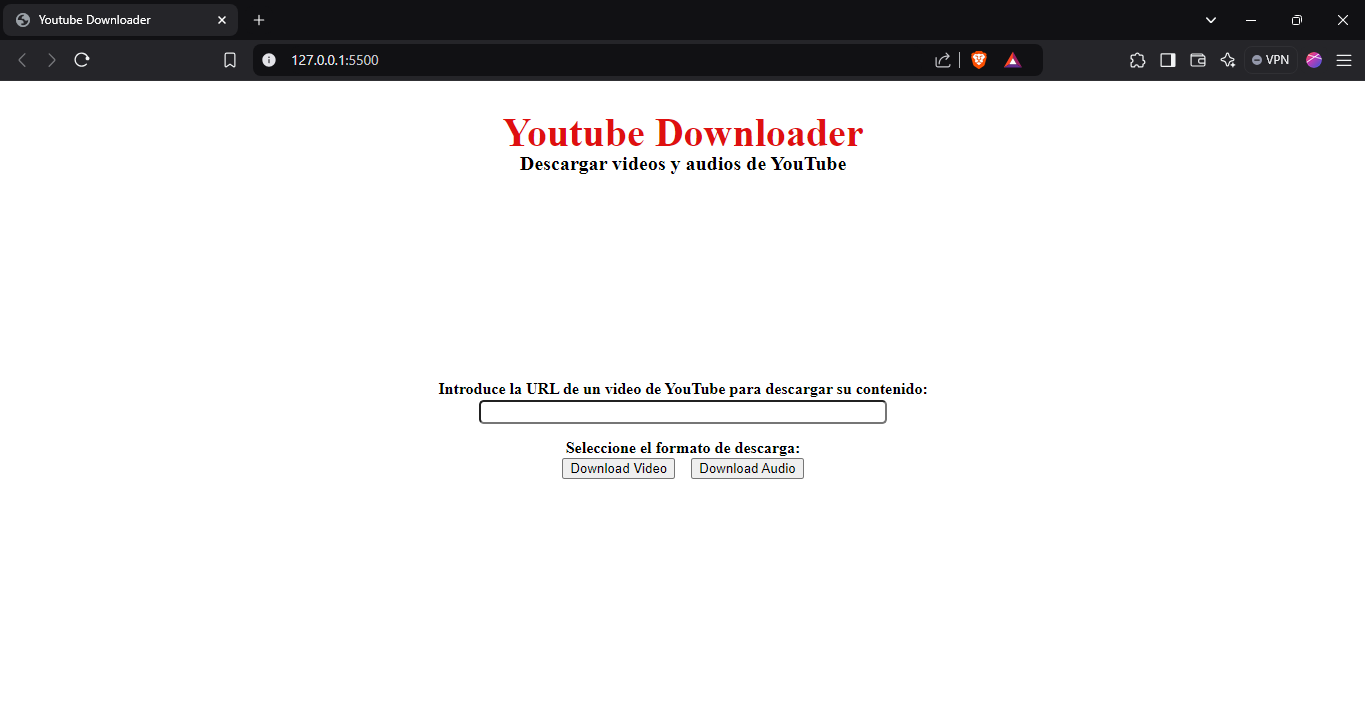 Youtube Downloader
127.0.0.1:5500
VPN
Youtube Downloader
Descargar videos y audios de YouTube
Introduce la URL de un video de YouTube para descargar su contenido:
Seleccione el formato de descarga:
Download Video Download Audio